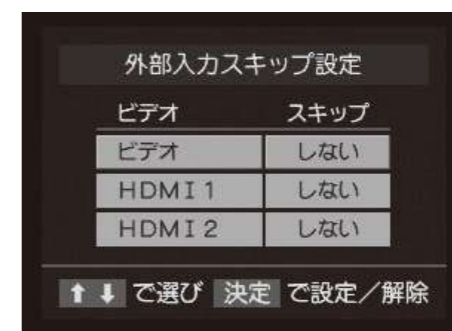 外部入力スキップ設定
ビデオ スキップ
ビデオ しない
HDMI1 しない
HDMI2 しない
↑ ↓ で選び 決定 で設定／解除